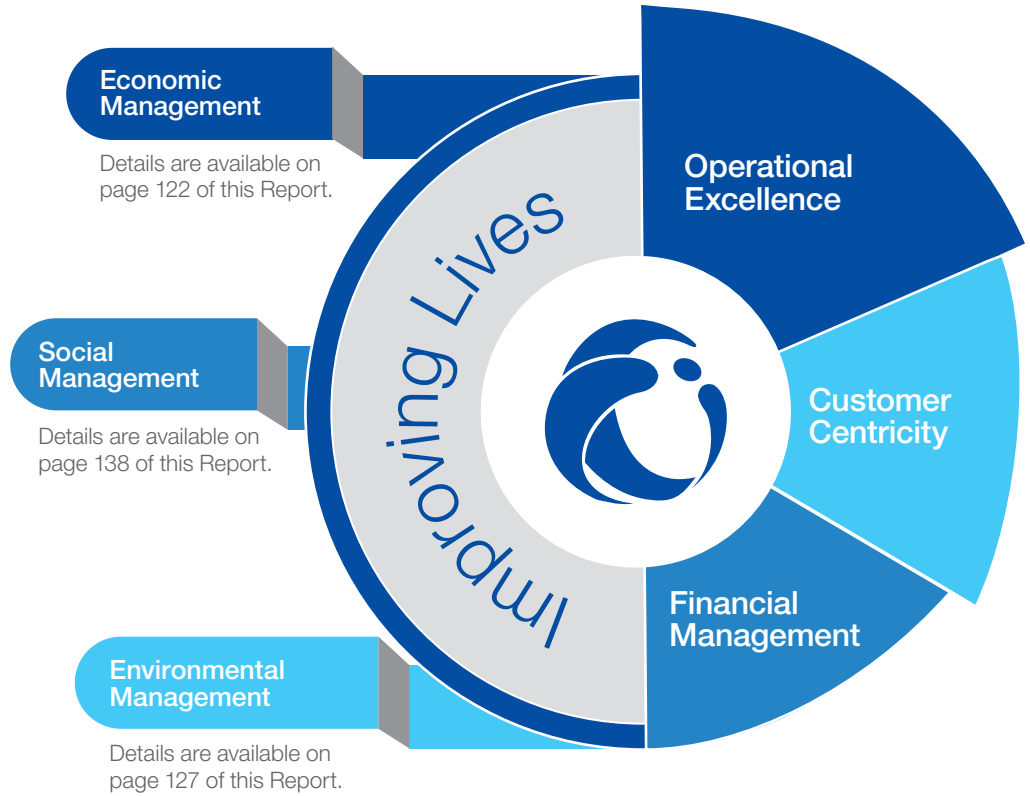 Economic
Management
Details are available on
page 122 of this Report.
Social
Management
Details are available on
page 138 of this Report.
Environmental
Management
Details are available on
page 127 of this Report.
Improving Lives
Operational
Excellence
Customer
Centricity
Financial
Management